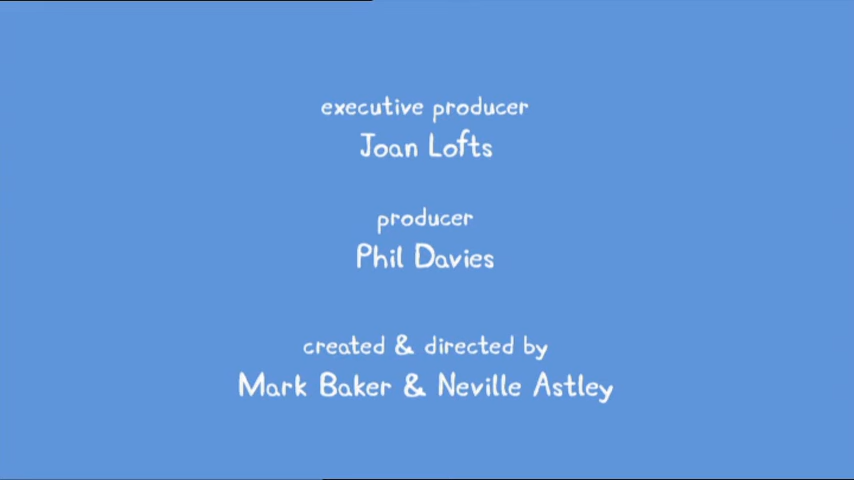 executive producer
Joan Lofts
producer
Phil Davies
created & directed by
Mark Baker & Neville Astley